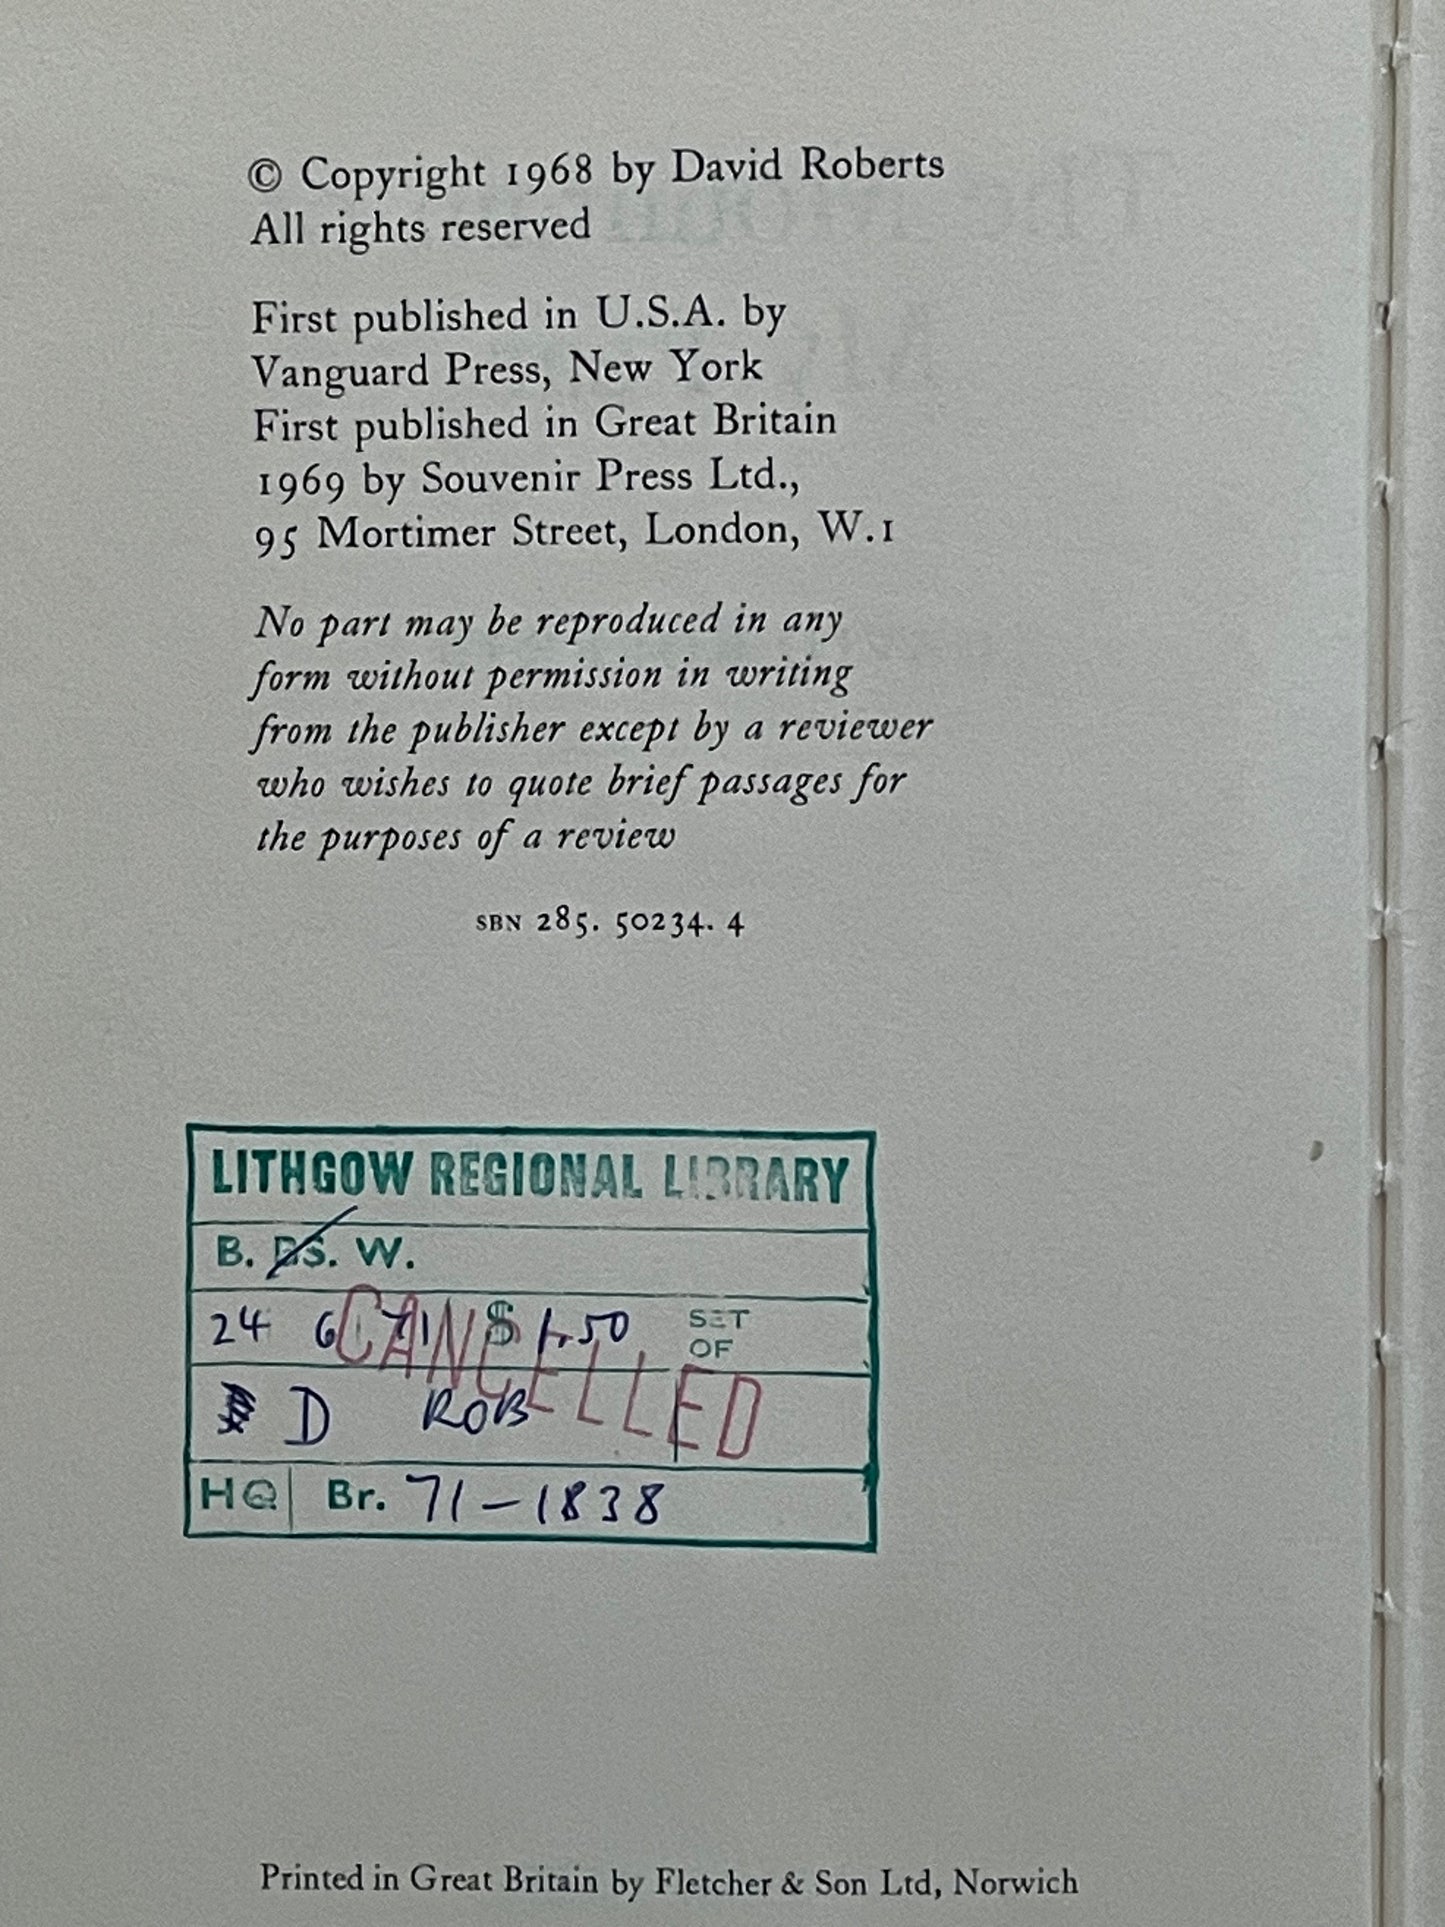 © Copyright 1968 by David Roberts
All rights reserved
First published in U.S.A. by
Vanguard Press, New York
First published in Great Britain
1969 by Souvenir Press Ltd.,
95 Mortimer Street, London, W.1
No part may be reproduced in any
form without permission in writing
from the publisher except by a reviewer
who wishes to quote brief passages for
the purposes of a review
SBN 285. 50234. 4
LITHGOW REGIONAL LIBRARY
B. BS. W.
24 6 71 $ 1.50 SET
OF
CANCELLED
D ROB
HQ Br. 71-1838
Printed in Great Britain by Fletcher & Son Ltd, Norwich